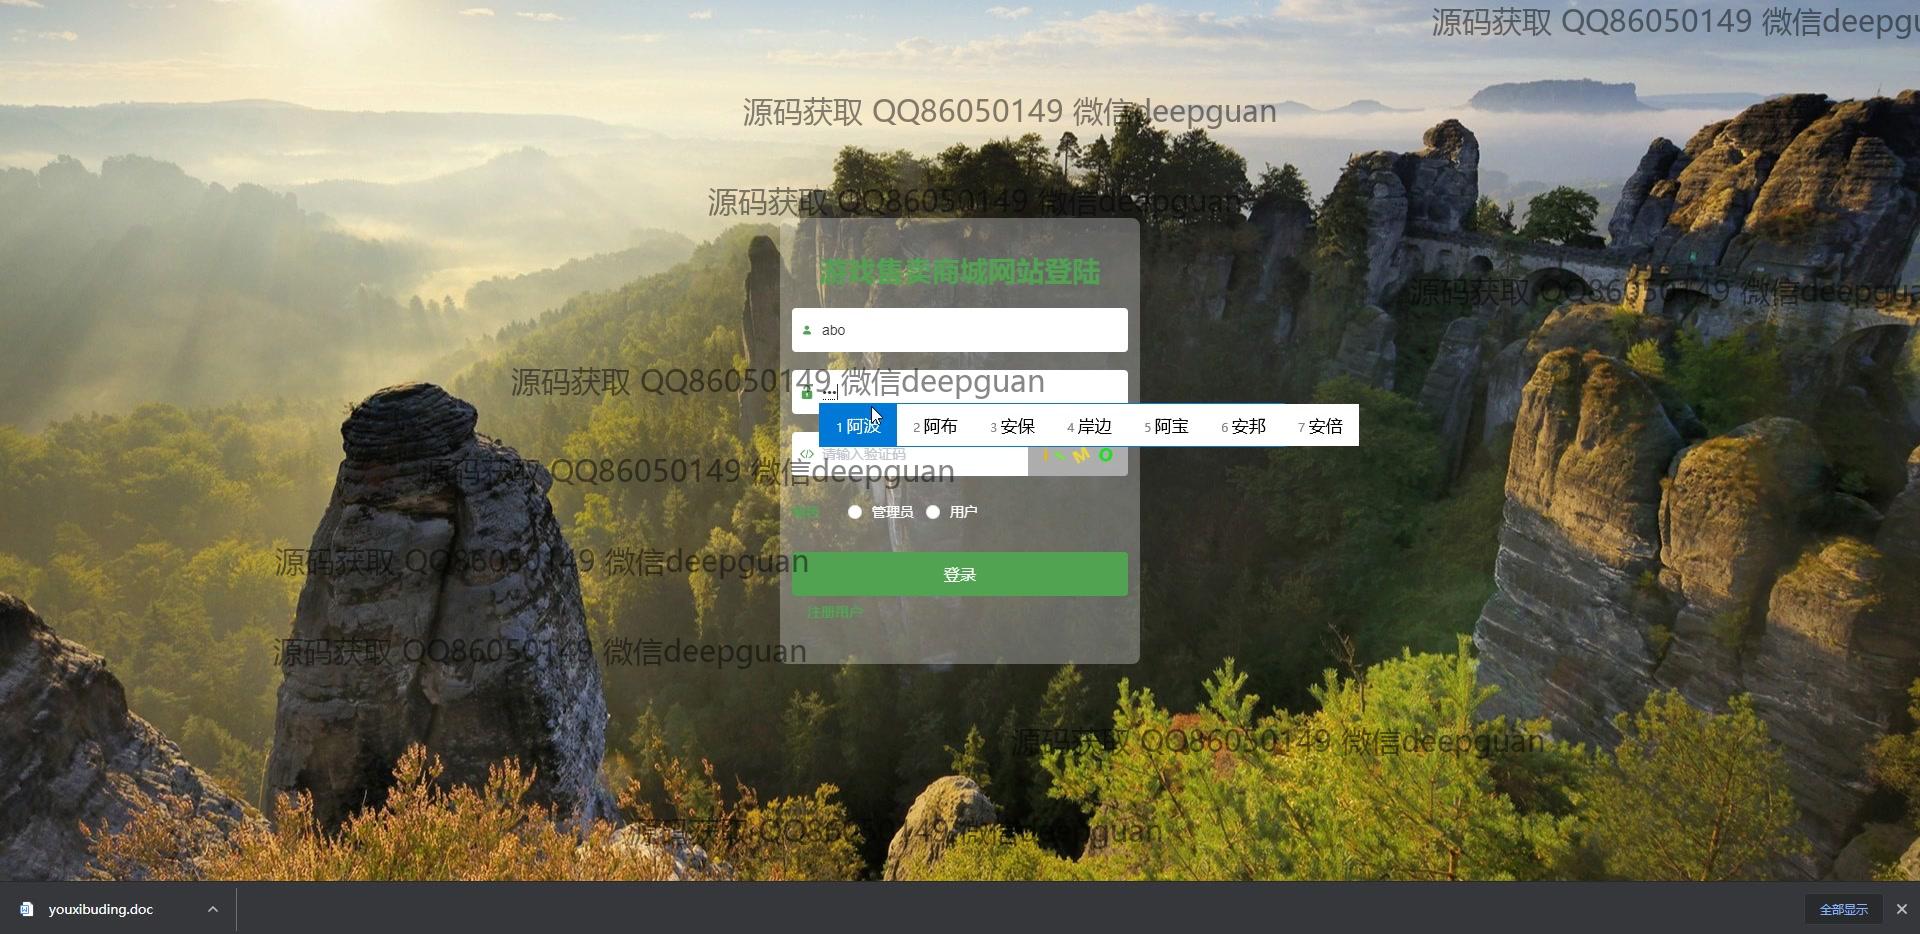 源码获取 QQ86050149 微信deepgu
源码获取 QQ86050149 微信deepguan
源码获取 QQ86050149 微信deepguan
游戏售卖商城网站登陆
源码获取 QQ86050149 微信deepgua
abo
源码获取 QQ86050149 微信deepguan
1 阿波 2 阿布 3 安保 4 岸边 5 阿宝 6 安邦 7 安倍
请输入验证码
M O
源码获取 QQ86050149 微信deepguan
管理员 用户
源码获取 QQ86050149 微信deepguan
登录
注册用户
源码获取 QQ86050149 微信deepguan
源码获取 QQ86050149 微信deepguan
源码获取 QQ86050149 微信deepguan
youxibuding.doc
全部显示